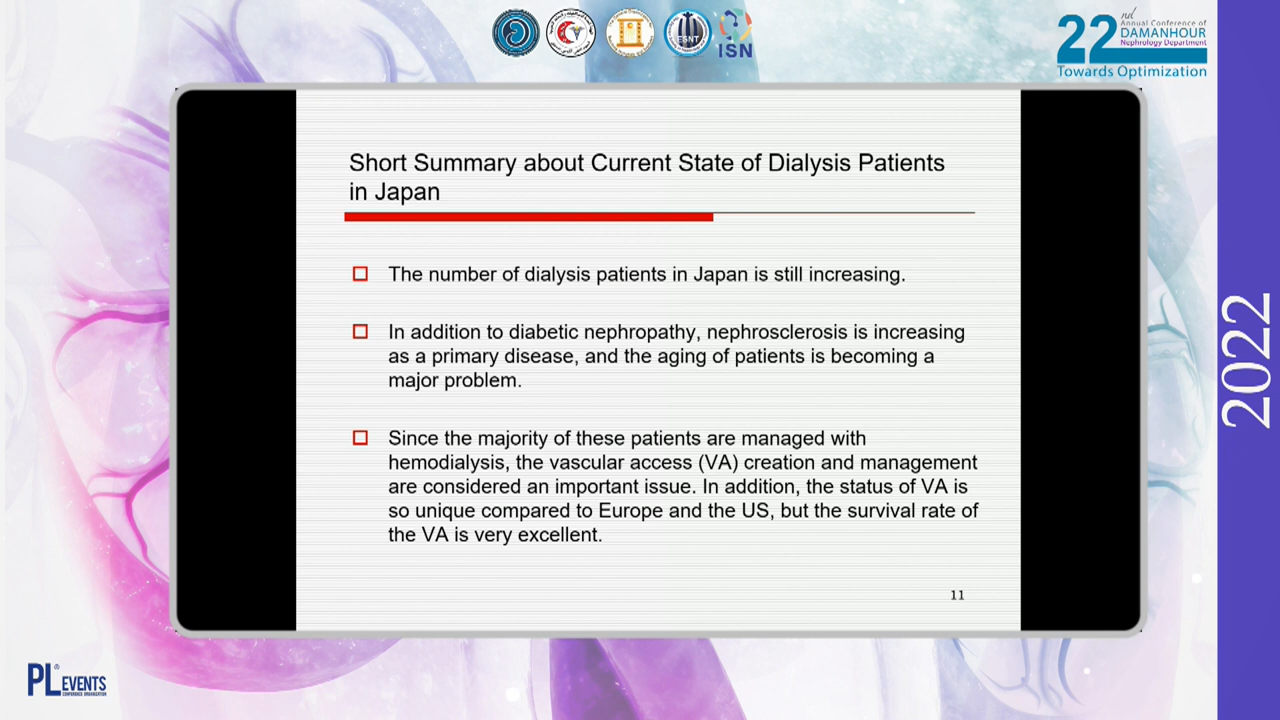 ESNT
ISN
22nd
Annual Conference of
DAMANHOUR
Nephrology Department
Towards Optimization
Short Summary about Current State of Dialysis Patients
in Japan
The number of dialysis patients in Japan is still increasing.
In addition to diabetic nephropathy, nephrosclerosis is increasing
as a primary disease, and the aging of patients is becoming a
major problem.
Since the majority of these patients are managed with
hemodialysis, the vascular access (VA) creation and management
are considered an important issue. In addition, the status of VA is
so unique compared to Europe and the US, but the survival rate of
the VA is very excellent.
11
2022
PL® EVENTS
CONFERENCE ORGANIZATION